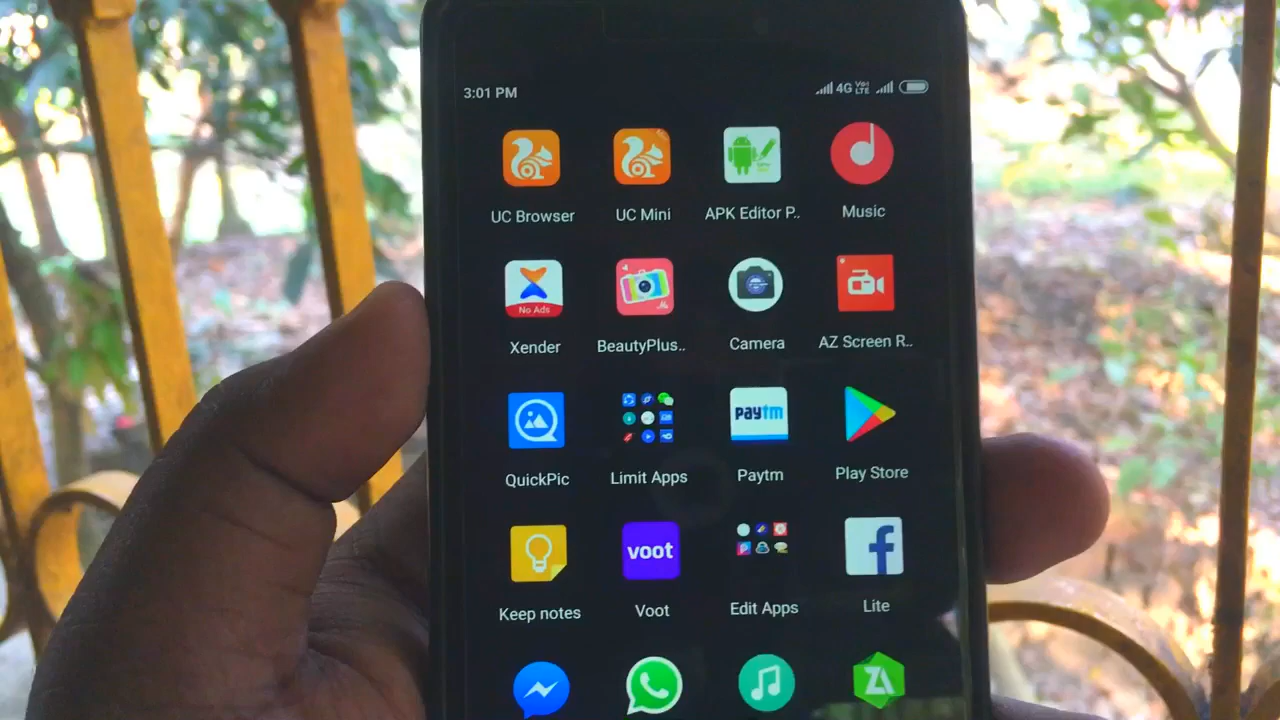 3:01 PM
4G VoLTE
UC Browser
UC Mini
APK Editor P..
Music
No Ads
Xender
BeautyPlus..
Camera
AZ Screen R..
paytm
QuickPic
Limit Apps
Paytm
Play Store
voot
Keep notes
Voot
Edit Apps
Lite